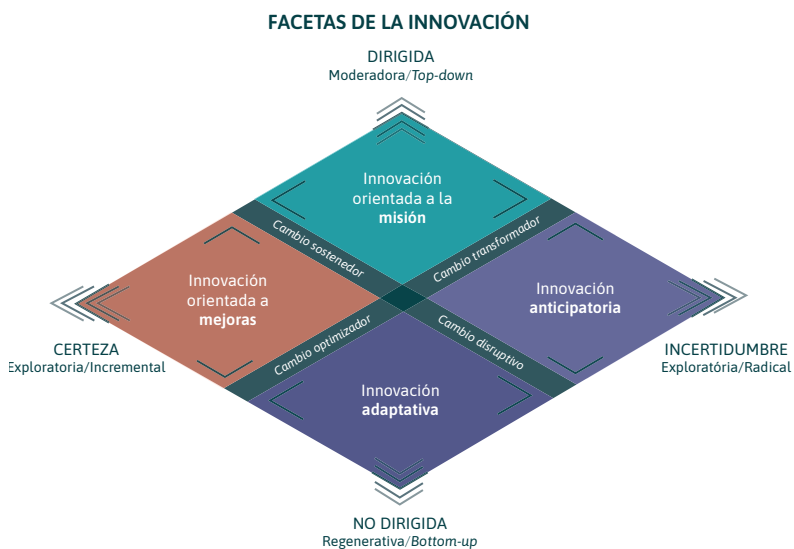 FACETAS DE LA INNOVACIÓN
DIRIGIDA
Moderadora/Top-down
Innovación
orientada a la
misión
Cambio sostenedor
Cambio transformador
Innovación
orientada a
mejoras
Innovación
anticipatoria
CERTEZA
Exploratoria/Incremental
INCERTIDUMBRE
Exploratória/Radical
Cambio optimizador
Cambio disruptivo
Innovación
adaptativa
NO DIRIGIDA
Regenerativa/Bottom-up